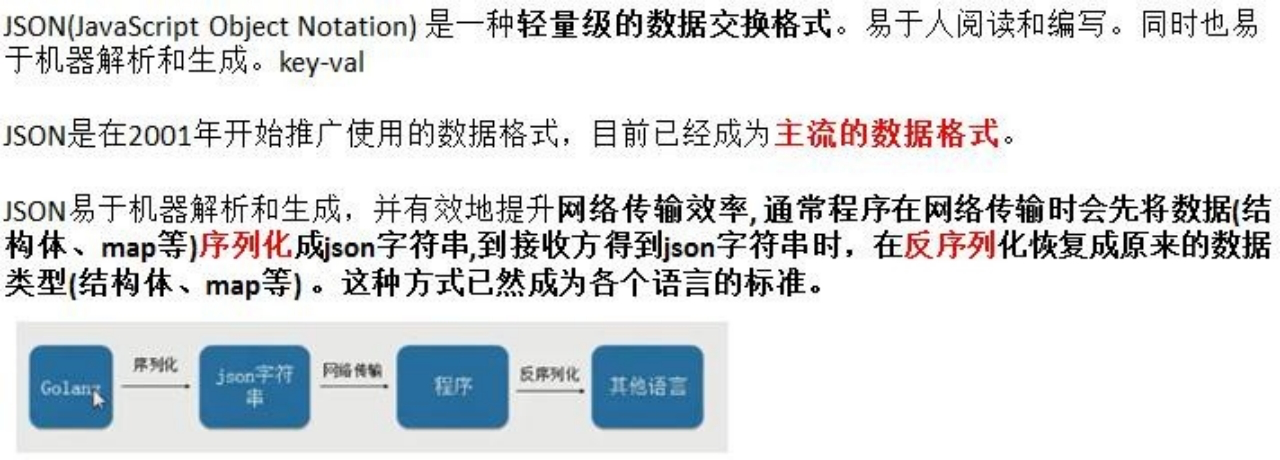 JSON(JavaScript Object Notation) 是一种轻量级的数据交换格式。易于人阅读和编写。同时也易
于机器解析和生成。key-val
JSON是在2001年开始推广使用的数据格式，目前已经成为主流的数据格式。
JSON易于机器解析和生成，并有效地提升网络传输效率,通常程序在网络传输时会先将数据(结
构体、map等)序列化成json字符串,到接收方得到json字符串时，在反序列化恢复成原来的数据
类型(结构体、map等) 。这种方式已然成为各个语言的标准。
Golang
序列化
json字符
串
网络传输
程序
反序列化
其他语言